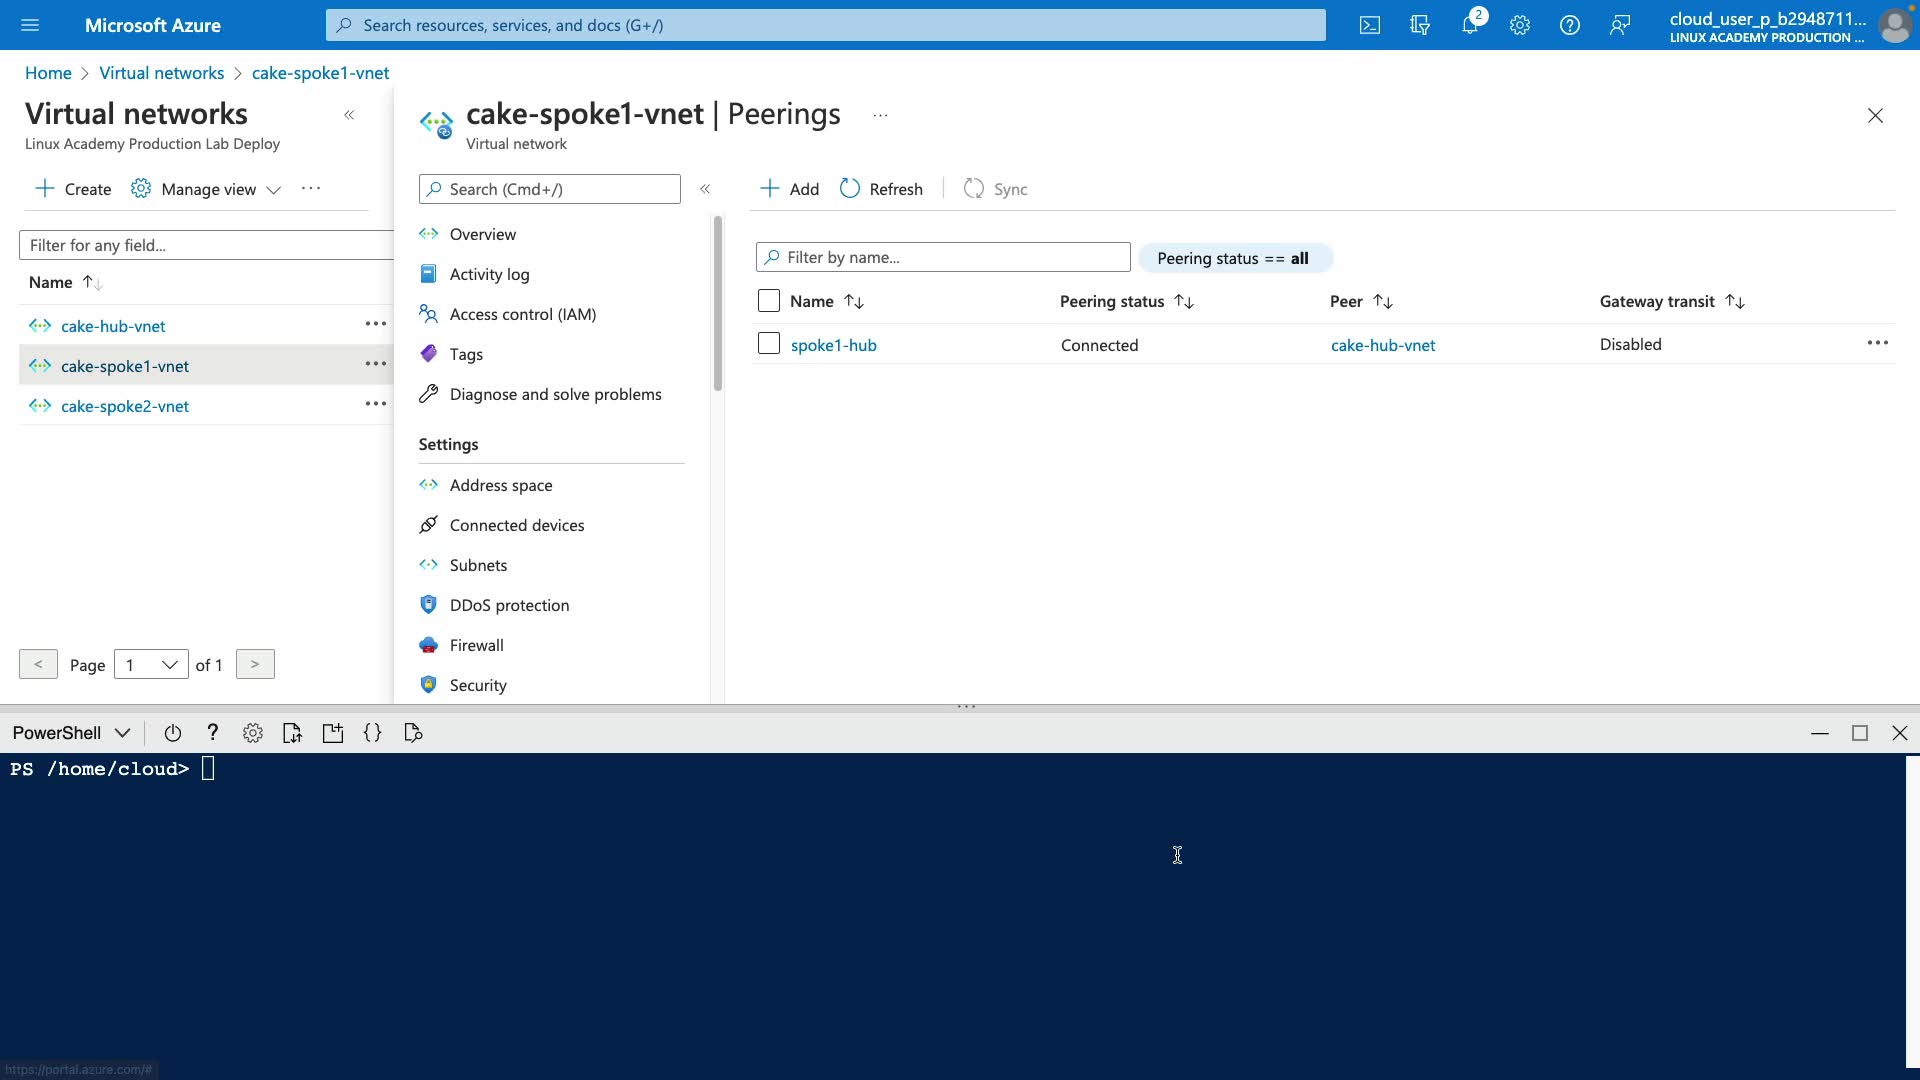 Microsoft Azure
Search resources, services, and docs (G+/)
2
cloud_user_p_b2948711...
LINUX ACADEMY PRODUCTION ...
Home > Virtual networks > cake-spoke1-vnet
Virtual networks «
Linux Academy Production Lab Deploy
Create Manage view ...
Filter for any field...
Name
cake-hub-vnet
cake-spoke1-vnet
cake-spoke2-vnet
< Page 1 of 1 >
cake-spoke1-vnet | Peerings ...
Virtual network
Search (Cmd+/) «
Overview
Activity log
Access control (IAM)
Tags
Diagnose and solve problems
Settings
Address space
Connected devices
Subnets
DDoS protection
Firewall
Security
Add Refresh Sync
Filter by name... Peering status == all
Name Peering status Peer Gateway transit
spoke1-hub Connected cake-hub-vnet Disabled
PowerShell ? {}
PS /home/cloud>
https://portal.azure.com/#